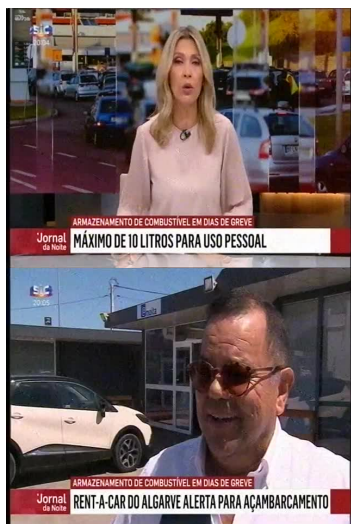 SIC
20:04
ARMAZENAMENTO DE COMBUSTÍVEL EM DIAS DE GREVE
Jornal
da Noite
MÁXIMO DE 10 LITROS PARA USO PESSOAL
SIC
20:05
ARMAZENAMENTO DE COMBUSTÍVEL EM DIAS DE GREVE
Jornal
da Noite
RENT-A-CAR DO ALGARVE ALERTA PARA AÇAMBARCAMENTO